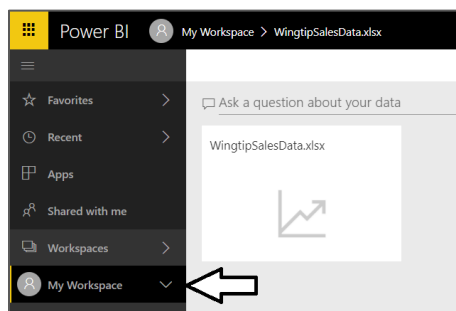 Power BI My Workspace > WingtipSalesData.xlsx
Favorites
Recent
Apps
Shared with me
Workspaces
My Workspace
Ask a question about your data
WingtipSalesData.xlsx